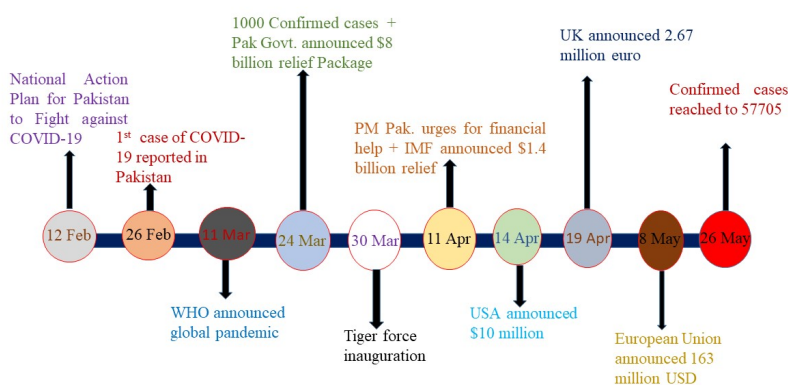 1000 Confirmed cases +
Pak Govt. announced $8
billion relief Package
UK announced 2.67
million euro
National Action
Plan for Pakistan
to Fight against
COVID-19
Confirmed cases
reached to 57705
1st case of COVID-
19 reported in
Pakistan
PM Pak. urges for financial
help + IMF announced $1.4
billion relief
12 Feb
26 Feb
11 Mar
24 Mar
30 Mar
11 Apr
14 Apr
19 Apr
8 May
26 May
WHO announced
global pandemic
Tiger force
inauguration
USA announced
$10 million
European Union
announced 163
million USD